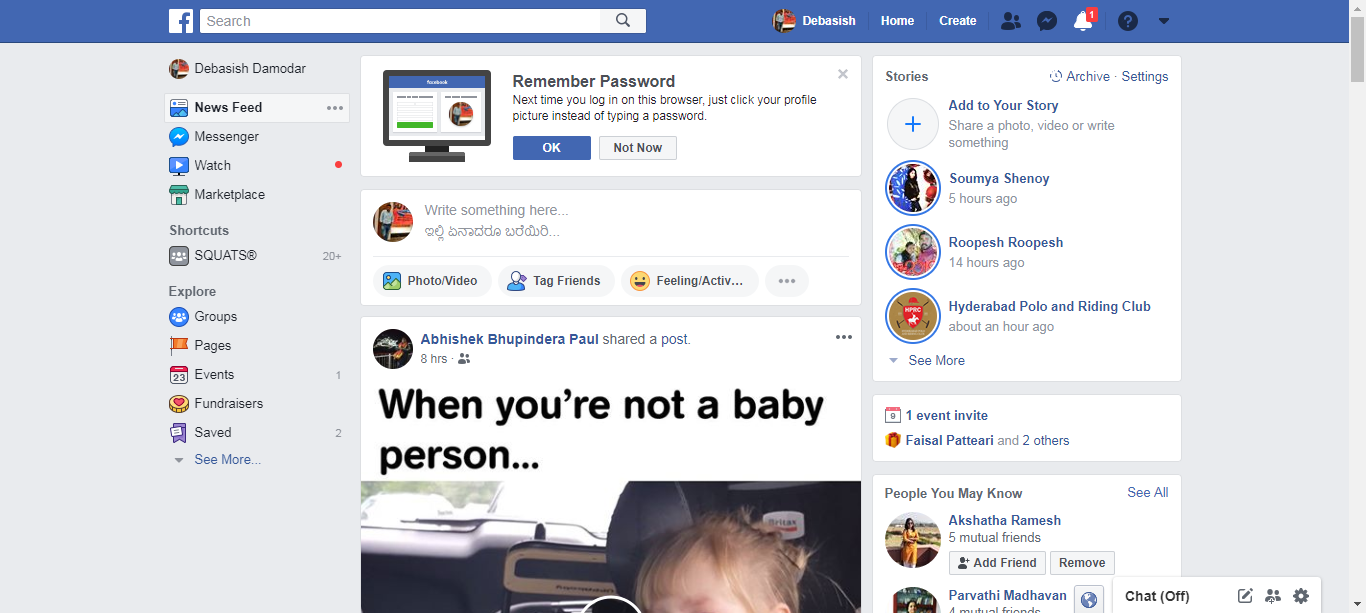 Search
Debasish
Home
Create
1
Debasish Damodar
News Feed
Messenger
Watch
Marketplace
Shortcuts
SQUATS® 20+
Explore
Groups
Pages
23 Events 1
Fundraisers
Saved 2
See More...
facebook
Remember Password
Next time you log in on this browser, just click your profile
picture instead of typing a password.
OK Not Now
Write something here...
ಇಲ್ಲಿ ಏನಾದರೂ ಬರೆಯಿರಿ...
Photo/Video Tag Friends Feeling/Activ...
Abhishek Bhupindera Paul shared a post.
8 hrs ·
When you're not a baby
person...
Britax
Stories Archive · Settings
Add to Your Story
Share a photo, video or write
something
Soumya Shenoy
5 hours ago
Roopesh Roopesh
14 hours ago
HPRC
Hyderabad Polo and Riding Club
about an hour ago
See More
9 1 event invite
Faisal Patteari and 2 others
People You May Know See All
Akshatha Ramesh
5 mutual friends
Add Friend Remove
Parvathi Madhavan
4 mutual friends
Chat (Off)